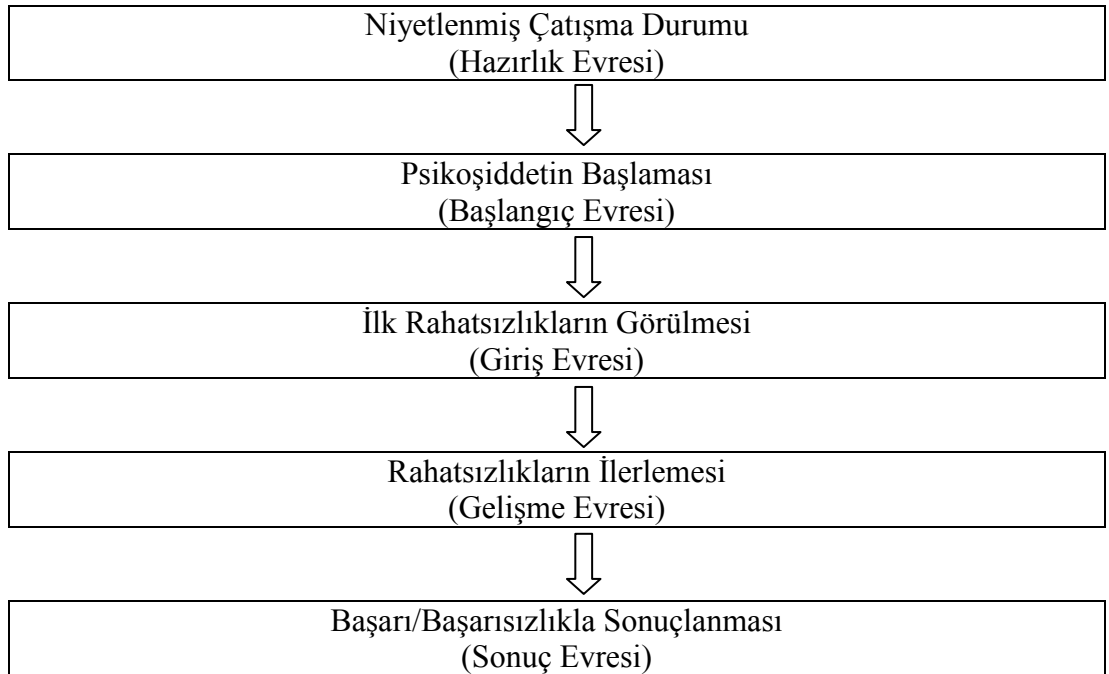 Niyetlenmiş Çatışma Durumu
(Hazırlık Evresi)
Psikoşiddetin Başlaması
(Başlangıç Evresi)
İlk Rahatsızlıkların Görülmesi
(Giriş Evresi)
Rahatsızlıkların İlerlemesi
(Gelişme Evresi)
Başarı/Başarısızlıkla Sonuçlanması
(Sonuç Evresi)